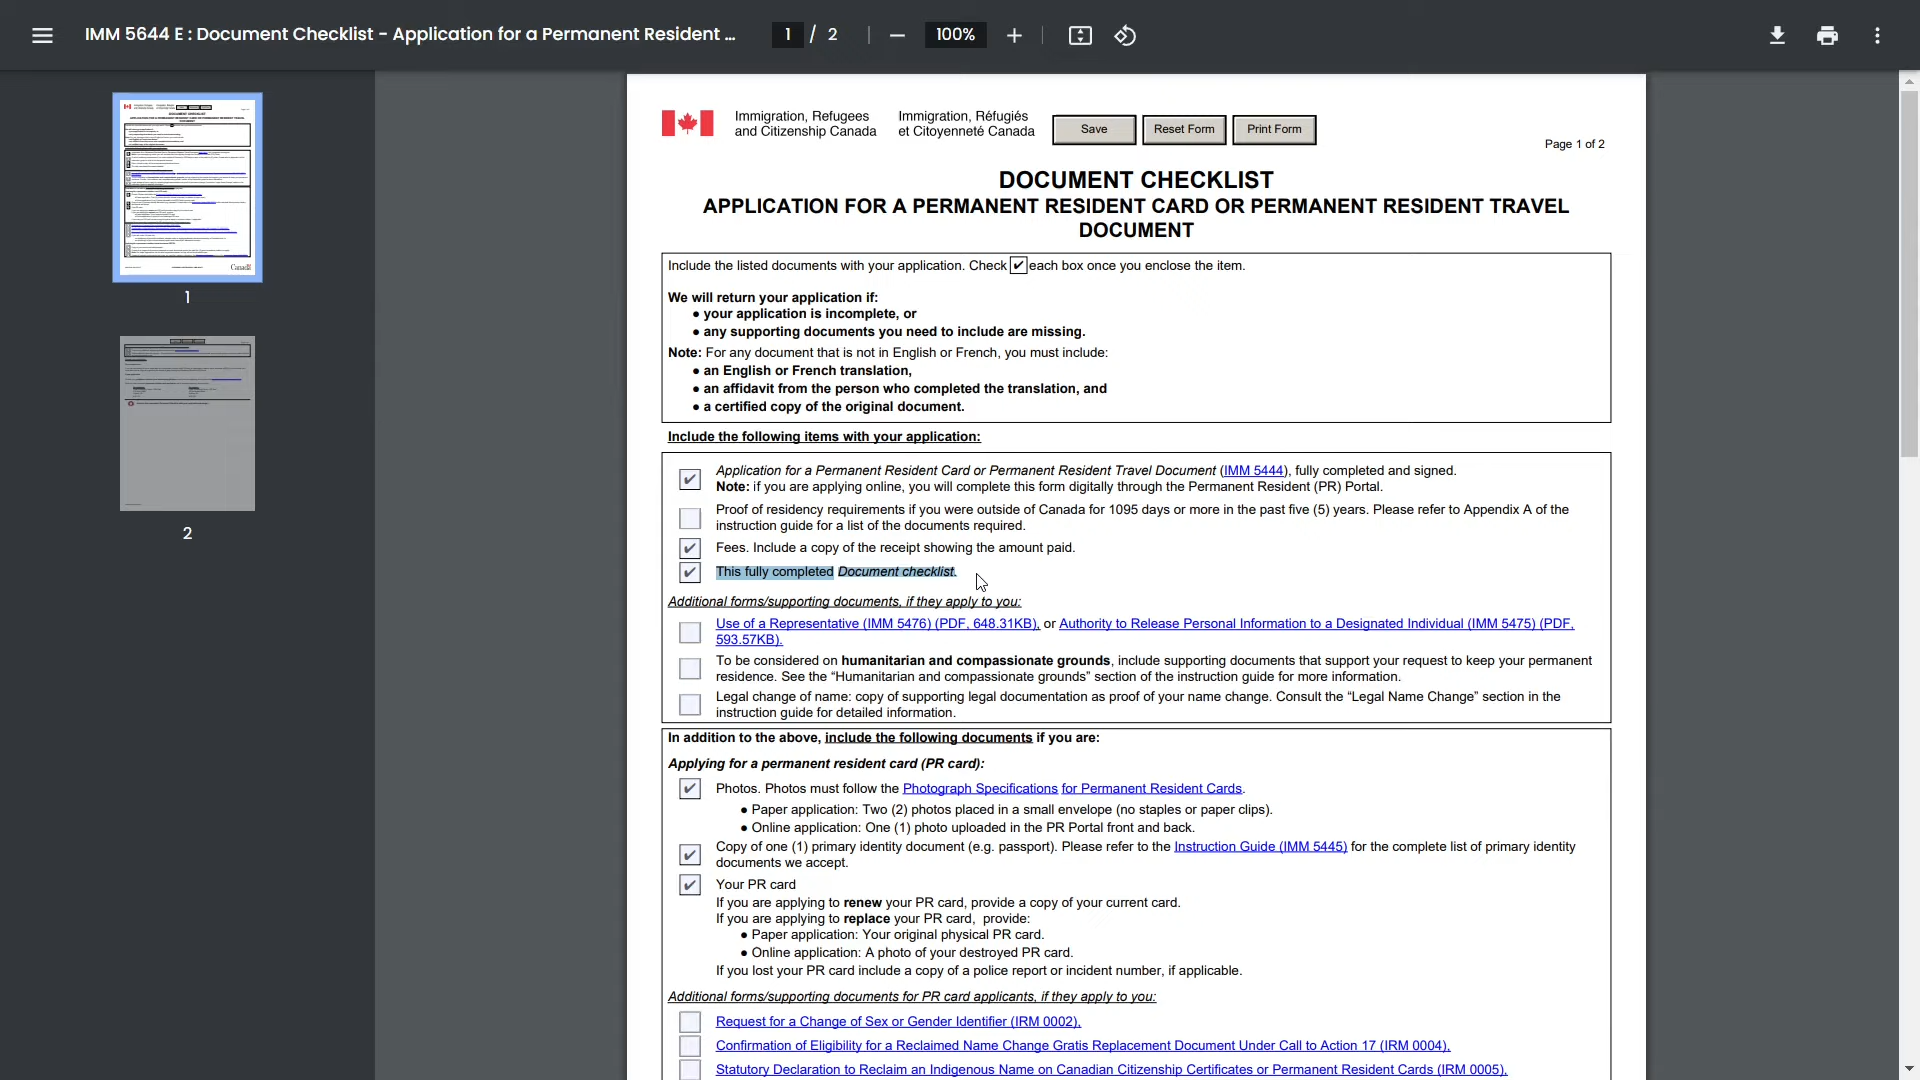 IMM 5644 E : Document Checklist - Application for a Permanent Resident ...
1 / 2
100%
1
2
Immigration, Refugees
and Citizenship Canada
Immigration, Réfugiés
et Citoyenneté Canada
Save
Reset Form
Print Form
Page 1 of 2
DOCUMENT CHECKLIST
APPLICATION FOR A PERMANENT RESIDENT CARD OR PERMANENT RESIDENT TRAVEL
DOCUMENT
Include the listed documents with your application. Check ✔ each box once you enclose the item.
We will return your application if:
● your application is incomplete, or
● any supporting documents you need to include are missing.
Note: For any document that is not in English or French, you must include:
● an English or French translation,
● an affidavit from the person who completed the translation, and
● a certified copy of the original document.
Include the following items with your application:
Application for a Permanent Resident Card or Permanent Resident Travel Document (IMM 5444), fully completed and signed.
Note: if you are applying online, you will complete this form digitally through the Permanent Resident (PR) Portal.
Proof of residency requirements if you were outside of Canada for 1095 days or more in the past five (5) years. Please refer to Appendix A of the
instruction guide for a list of the documents required.
Fees. Include a copy of the receipt showing the amount paid.
This fully completed Document checklist.
Additional forms/supporting documents, if they apply to you:
Use of a Representative (IMM 5476) (PDF, 648.31KB), or Authority to Release Personal Information to a Designated Individual (IMM 5475) (PDF,
593.57KB).
To be considered on humanitarian and compassionate grounds, include supporting documents that support your request to keep your permanent
residence. See the “Humanitarian and compassionate grounds” section of the instruction guide for more information.
Legal change of name: copy of supporting legal documentation as proof of your name change. Consult the “Legal Name Change” section in the
instruction guide for detailed information.
In addition to the above, include the following documents if you are:
Applying for a permanent resident card (PR card):
Photos. Photos must follow the Photograph Specifications for Permanent Resident Cards.
● Paper application: Two (2) photos placed in a small envelope (no staples or paper clips).
● Online application: One (1) photo uploaded in the PR Portal front and back.
Copy of one (1) primary identity document (e.g. passport). Please refer to the Instruction Guide (IMM 5445) for the complete list of primary identity
documents we accept.
Your PR card
If you are applying to renew your PR card, provide a copy of your current card.
If you are applying to replace your PR card, provide:
● Paper application: Your original physical PR card.
● Online application: A photo of your destroyed PR card.
If you lost your PR card include a copy of a police report or incident number, if applicable.
Additional forms/supporting documents for PR card applicants, if they apply to you:
Request for a Change of Sex or Gender Identifier (IRM 0002),
Confirmation of Eligibility for a Reclaimed Name Change Gratis Replacement Document Under Call to Action 17 (IRM 0004),
Statutory Declaration to Reclaim an Indigenous Name on Canadian Citizenship Certificates or Permanent Resident Cards (IRM 0005),